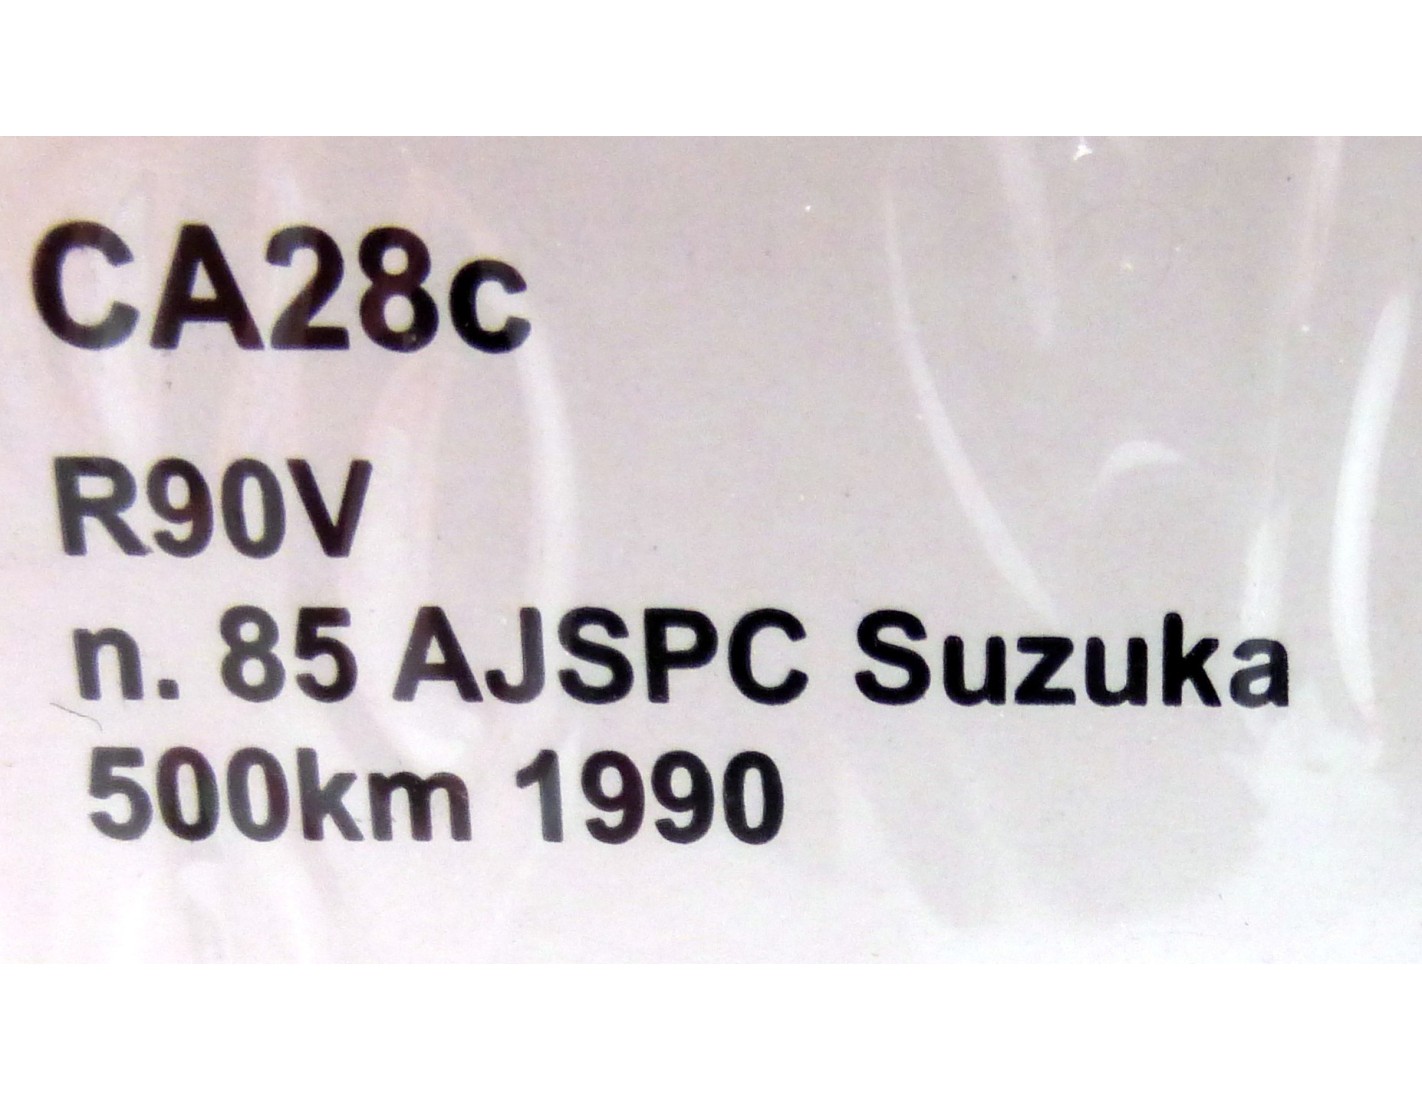 CA28c
R90V
n. 85 AJSPC Suzuka
500km 1990